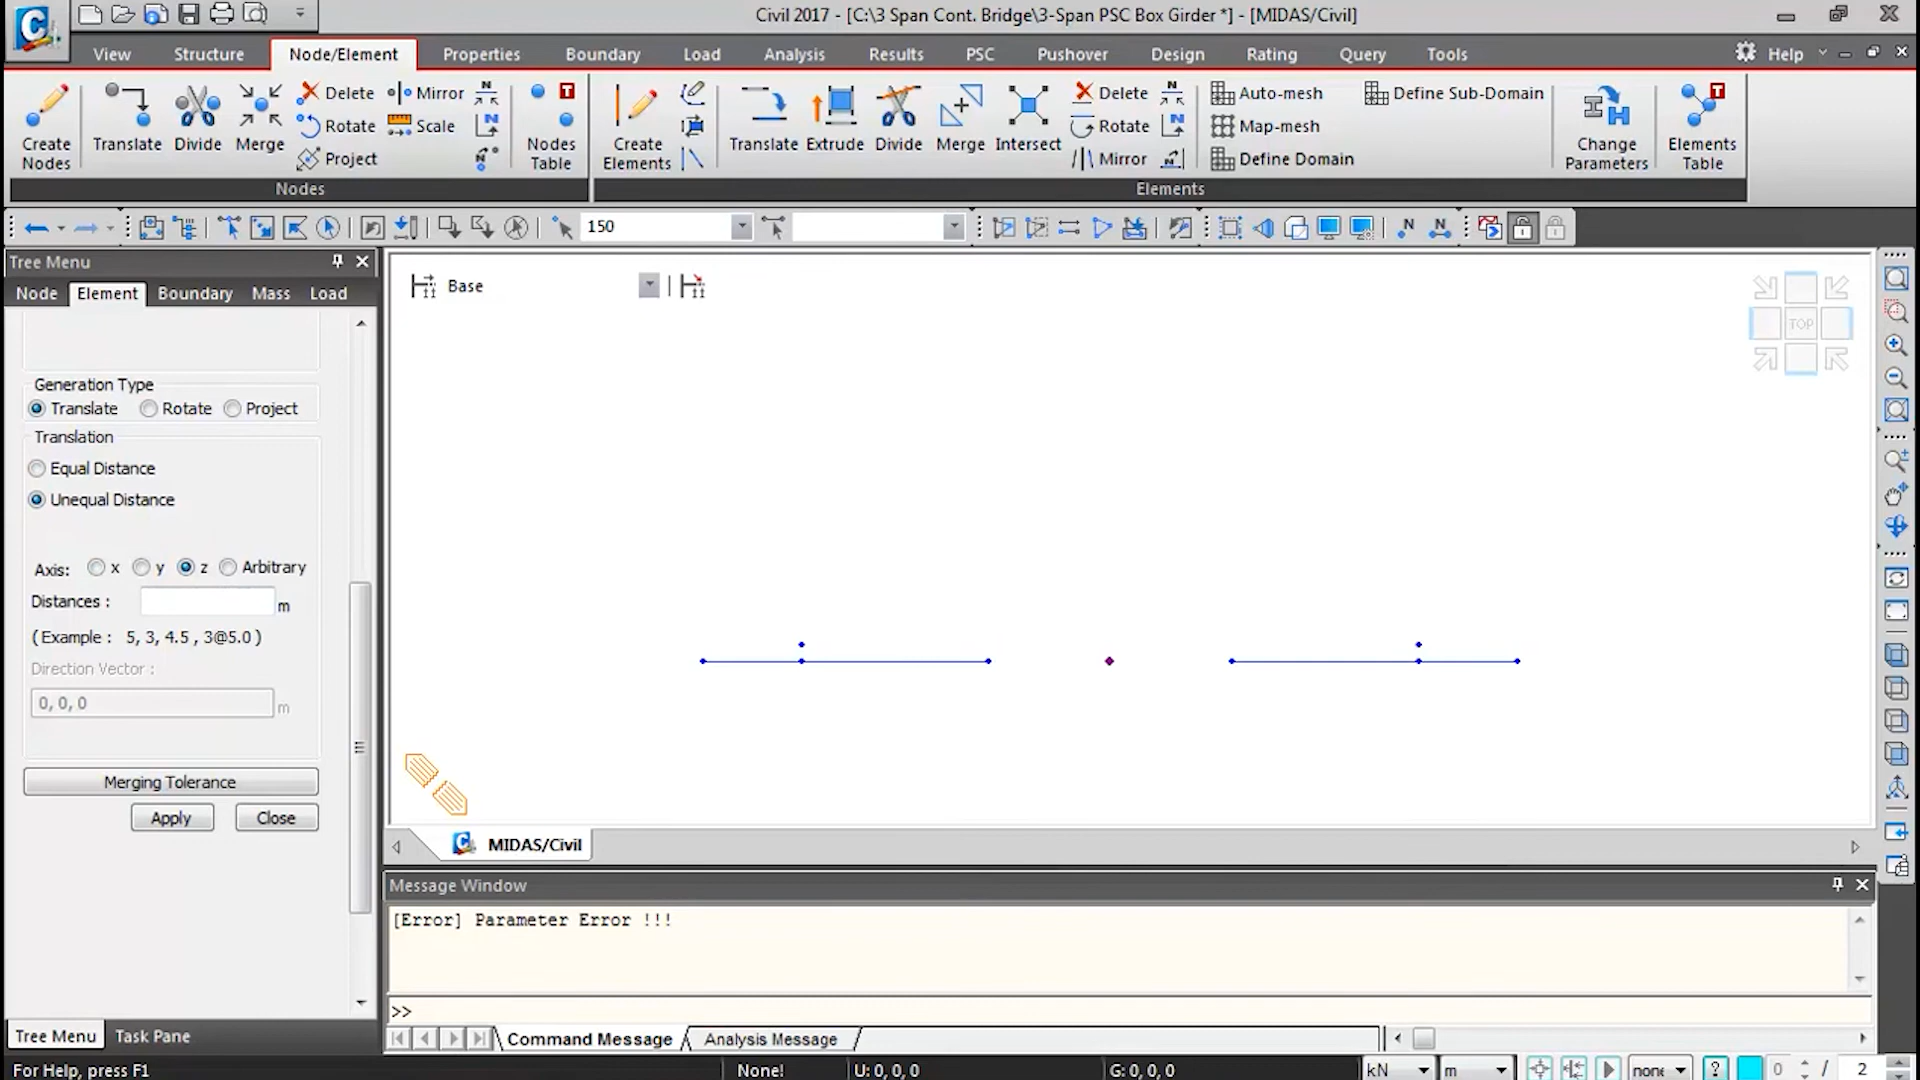 Civil 2017 - [C:\3 Span Cont. Bridge\3-Span PSC Box Girder *] - [MIDAS/Civil]
View Structure Node/Element Properties Boundary Load Analysis Results PSC Pushover Design Rating Query Tools Help
Create Nodes
Translate
Divide
Merge
Delete
Rotate
Project
Mirror
Scale
Nodes Table
Create Elements
Translate
Extrude
Divide
Merge
Intersect
Delete
Rotate
Mirror
Auto-mesh
Map-mesh
Define Domain
Define Sub-Domain
Change Parameters
Elements Table
Nodes
Elements
150
Tree Menu
Node Element Boundary Mass Load
Generation Type
Translate Rotate Project
Translation
Equal Distance
Unequal Distance
Axis: x y z Arbitrary
Distances : m
( Example : 5, 3, 4.5 , 3@5.0 )
Direction Vector :
0, 0, 0 m
Merging Tolerance
Apply Close
Tree Menu Task Pane
Base
TOP
MIDAS/Civil
Message Window
[Error] Parameter Error !!!
>>
Command Message Analysis Message
For Help, press F1
None!
U: 0, 0, 0
G: 0, 0, 0
kN
m
none
?
0 / 2